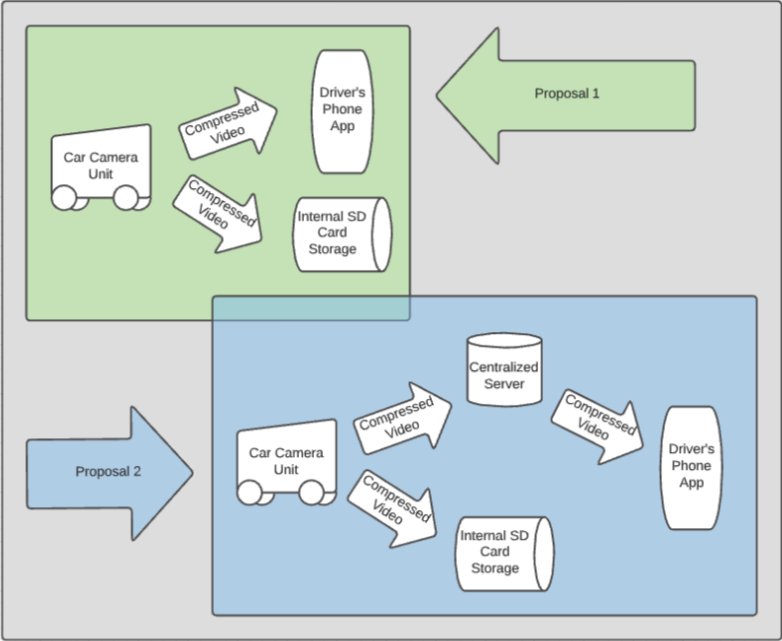 Proposal 1
Car Camera
Unit
Compressed
Video
Compressed
Video
Driver's
Phone
App
Internal SD
Card
Storage
Proposal 2
Car Camera
Unit
Compressed
Video
Compressed
Video
Centralized
Server
Compressed
Video
Internal SD
Card
Storage
Driver's
Phone
App